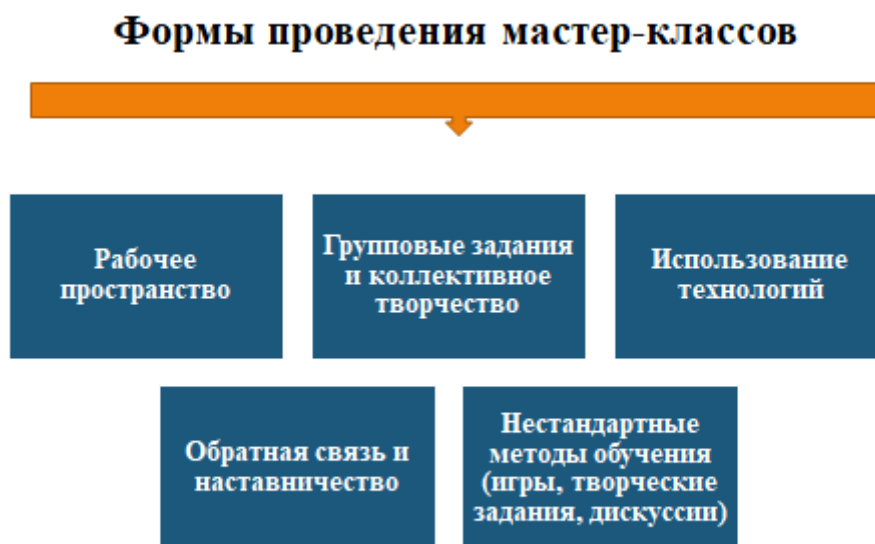 Формы проведения мастер-классов
Рабочее
пространство
Групповые задания
и коллективное
творчество
Использование
технологий
Обратная связь и
наставничество
Нестандартные
методы обучения
(игры, творческие
задания, дискуссии)